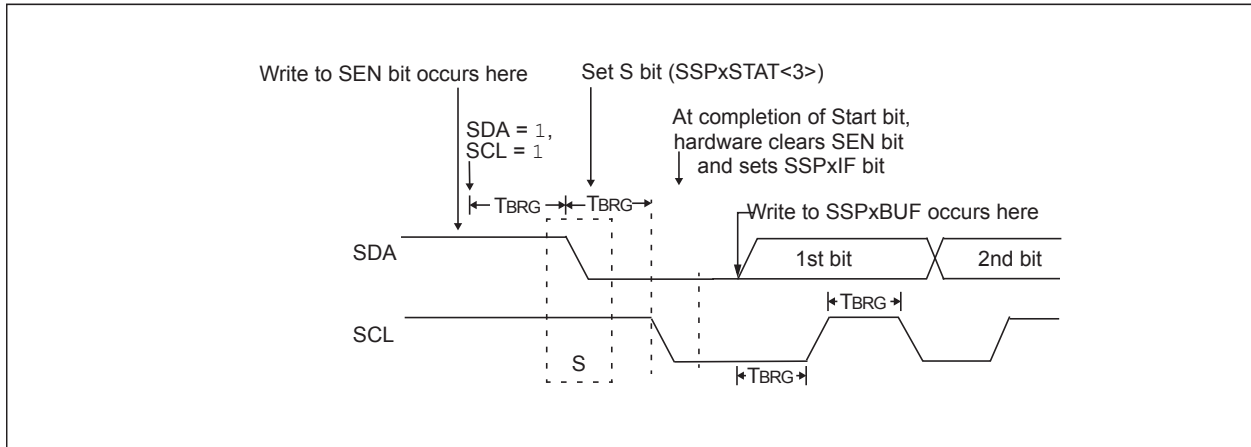 Write to SEN bit occurs here
Set S bit (SSPxSTAT<3>)
SDA = 1,
SCL = 1
At completion of Start bit,
hardware clears SEN bit
and sets SSPxIF bit
TBRG
TBRG
Write to SSPxBUF occurs here
SDA
1st bit
2nd bit
TBRG
SCL
S
TBRG